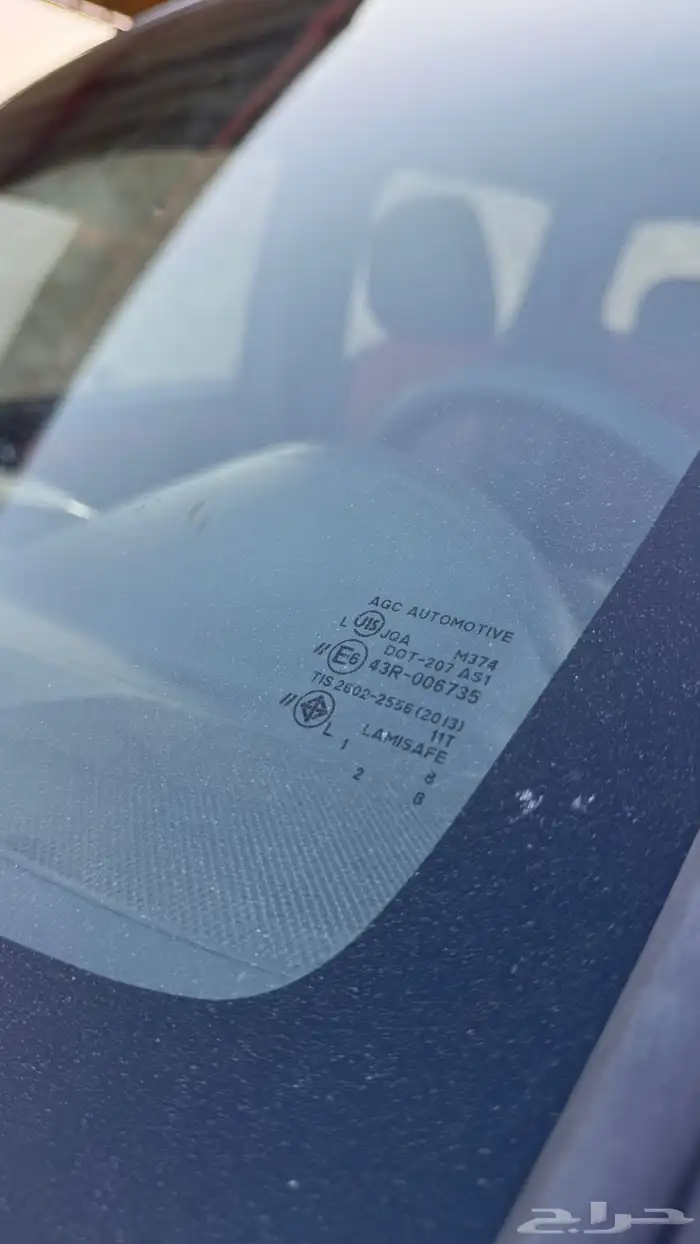 AGC AUTOMOTIVE
L JIS JQA M374
DOT-207 AS1
// E6 43R-006735
TIS 2602-2556 (2013)
// 11T
L LAMISAFE
1 8
2 6
حراج